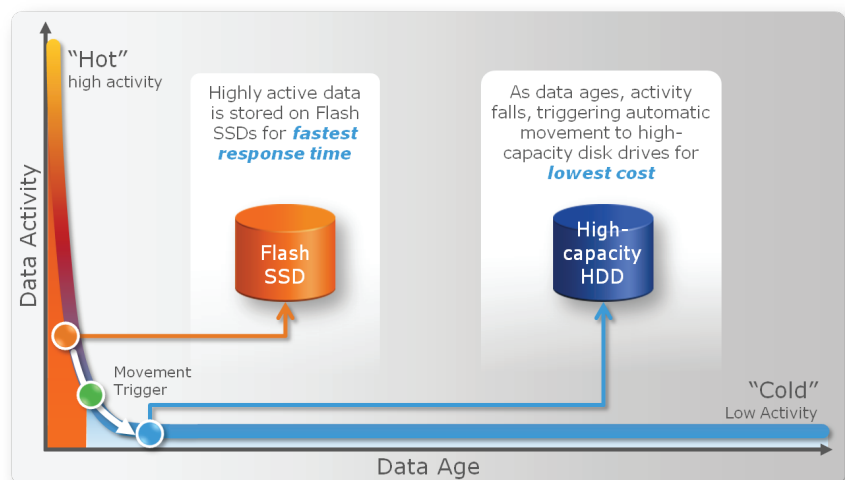 “Hot”
high activity
Highly active data
is stored on Flash
SSDs for fastest
response time
As data ages, activity
falls, triggering automatic
movement to high-
capacity disk drives for
lowest cost
Flash
SSD
High-
capacity
HDD
Data Activity
Movement
Trigger
“Cold”
Low Activity
Data Age